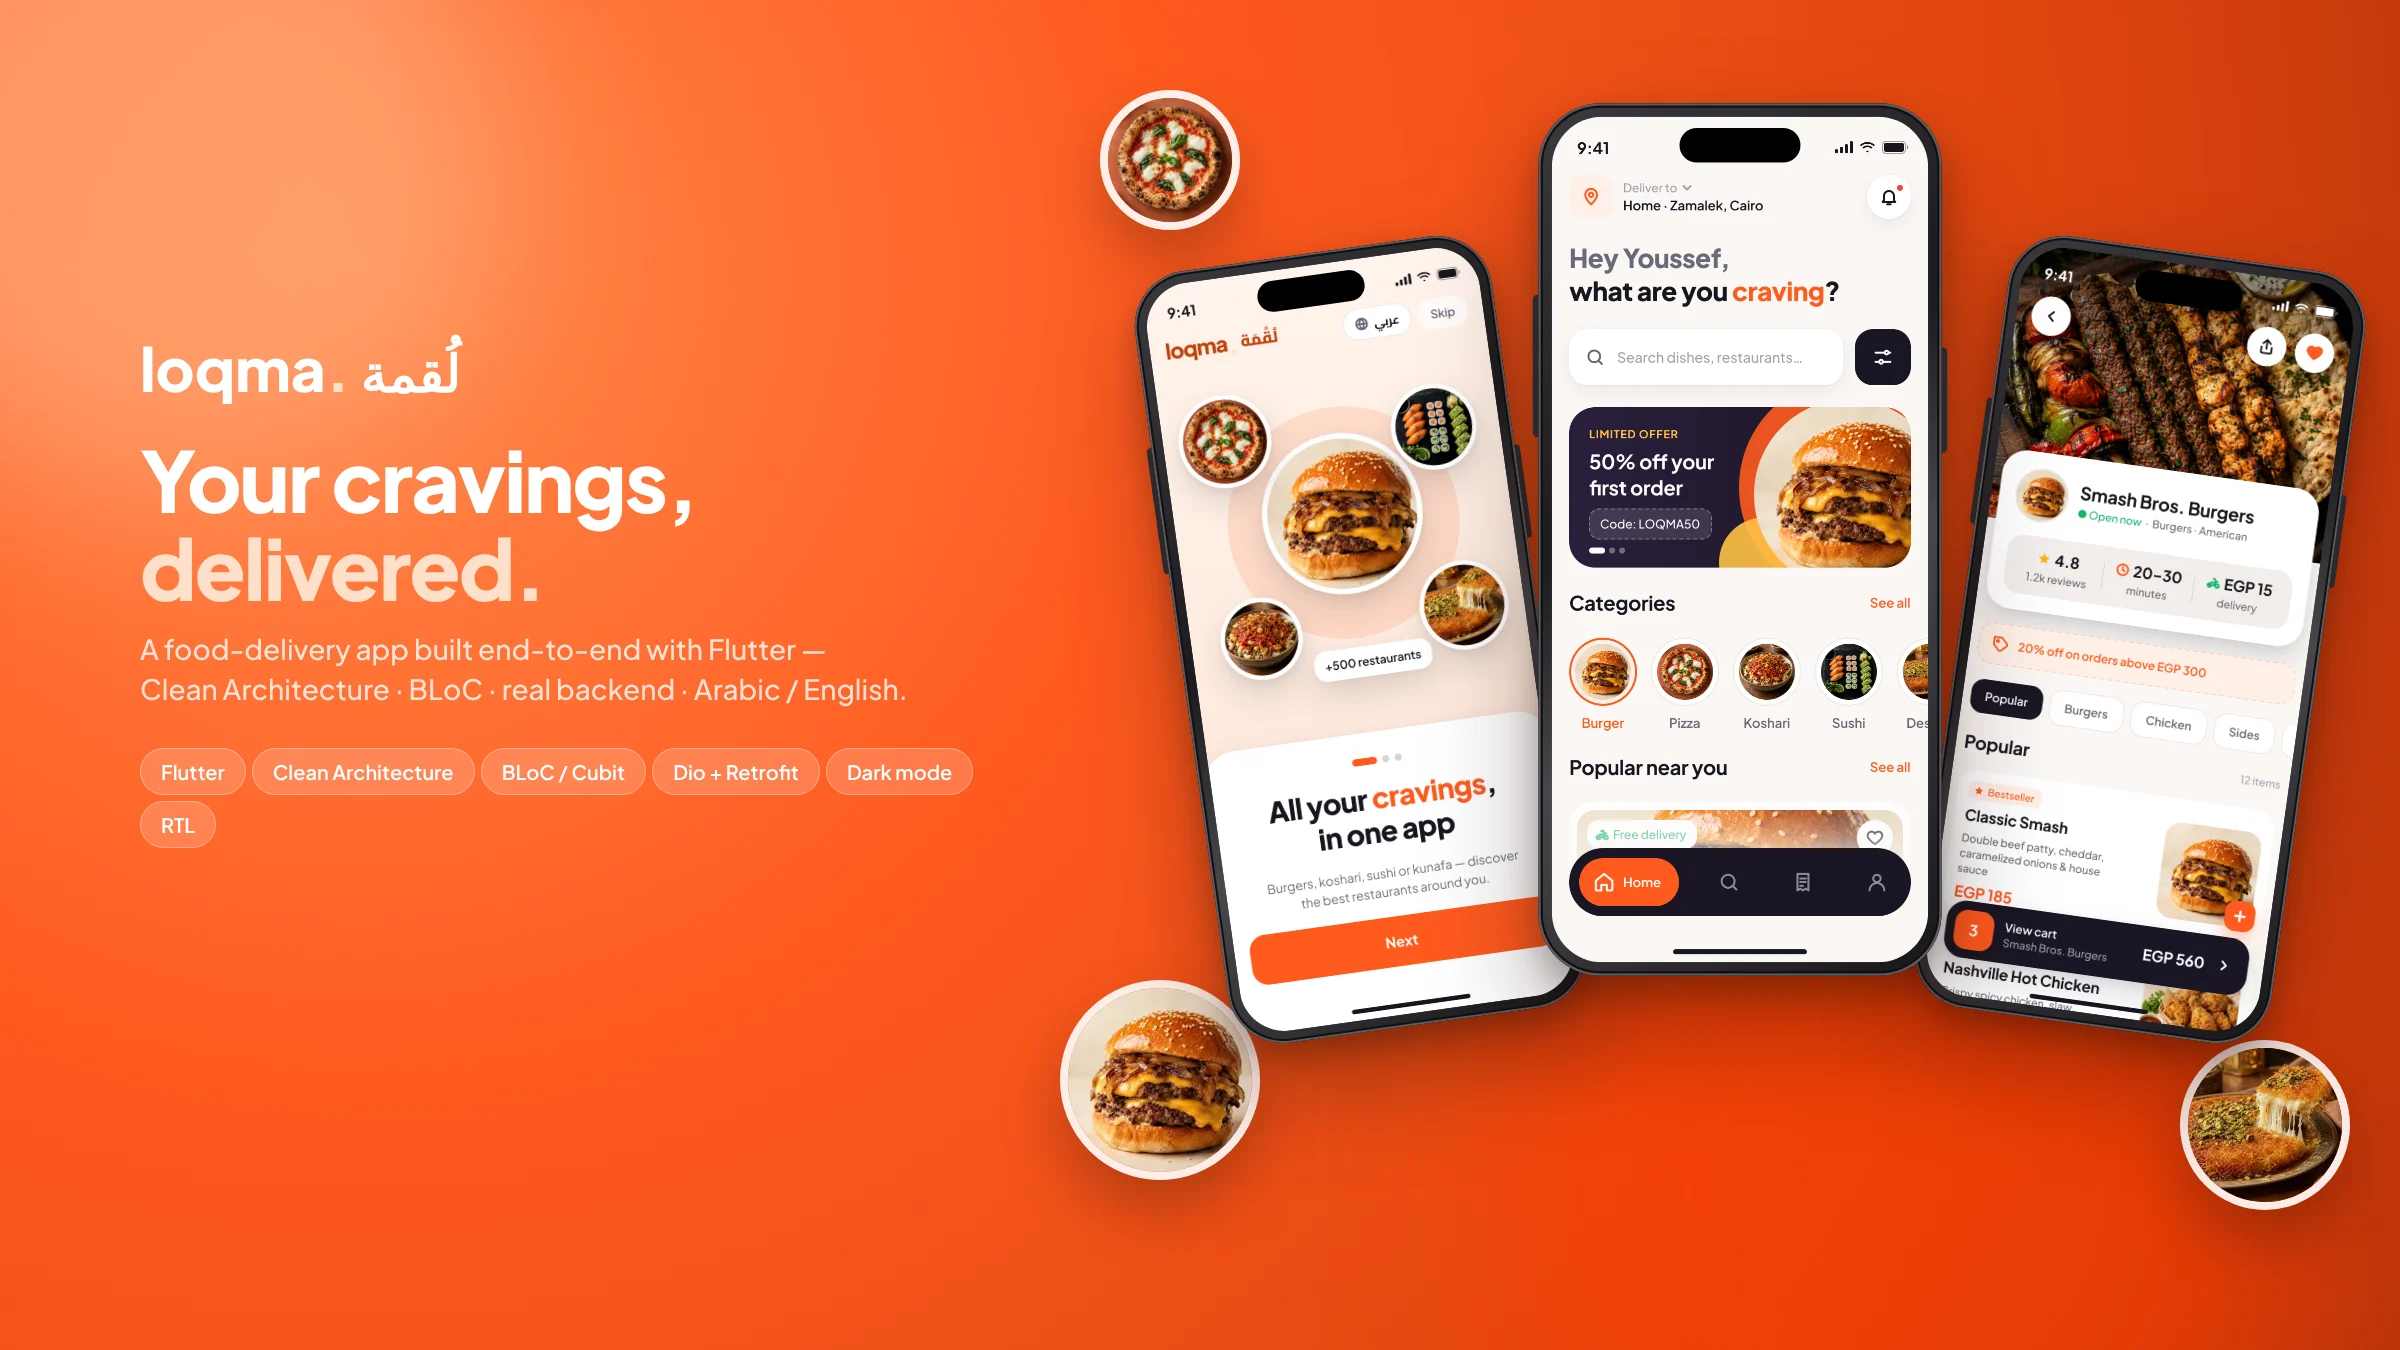 loqma. لُقمة
Your cravings,
delivered.
A food-delivery app built end-to-end with Flutter —
Clean Architecture · BLoC · real backend · Arabic / English.
Flutter
Clean Architecture
BLoC / Cubit
Dio + Retrofit
Dark mode
RTL
9:41
loqma. لُقْمَة
عربي
Skip
+500 restaurants
All your cravings,
in one app
Burgers, koshari, sushi or kunafa — discover
the best restaurants around you.
Next
9:41
Deliver to
Home · Zamalek, Cairo
Hey Youssef,
what are you craving?
Search dishes, restaurants...
LIMITED OFFER
50% off your
first order
Code: LOQMA50
Categories
See all
Burger
Pizza
Koshari
Sushi
Des
Popular near you
See all
Free delivery
Home
9:41
Smash Bros. Burgers
Open now · Burgers · American
4.8
1.2k reviews
20–30
minutes
EGP 15
delivery
20% off on orders above EGP 300
Popular
Burgers
Chicken
Sides
Popular
12 items
Bestseller
Classic Smash
Double beef patty, cheddar,
caramelized onions & house
sauce
EGP 185
3
View cart
Smash Bros. Burgers
EGP 560
Nashville Hot Chicken
Crispy spicy chicken, slaw